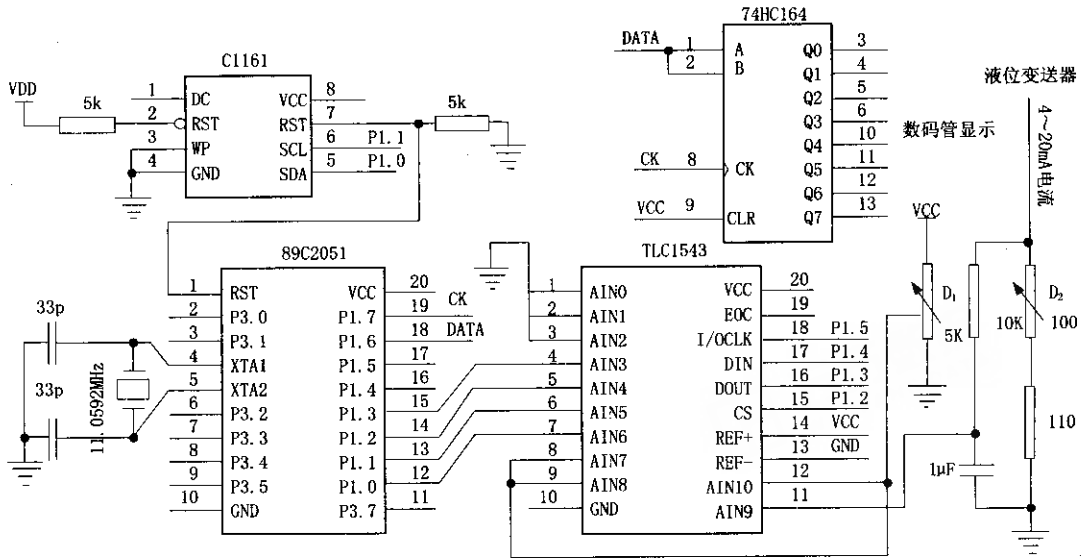 74HC164
DATA
1 A Q0 3
2 B Q1 4
Q2 5
Q3 6
Q4 10
CK 8 CK Q5 11
Q6 12
VCC 9 CLR Q7 13
C1161
VDD
5k
1 DC VCC 8
2 RST RST 7
3 WP SCL 6 P1.1
4 GND SDA 5 P1.0
5k
液位变送器
4～20mA电流
数码管显示
89C2051
1 RST VCC 20
2 P3.0 P1.7 19 CK
3 P3.1 P1.6 18 DATA
4 XTA1 P1.5 17
5 XTA2 P1.4 16
6 P3.2 P1.3 15
7 P3.3 P1.2 14
8 P3.4 P1.1 13
9 P3.5 P1.0 12
10 GND P3.7 11
33p
33p
11.0592MHz
TLC1543
1 AIN0 VCC 20
2 AIN1 EOC 19
3 AIN2 I/OCLK 18 P1.5
4 AIN3 DIN 17 P1.4
5 AIN4 DOUT 16 P1.3
6 AIN5 CS 15 P1.2
7 AIN6 REF+ 14 VCC
8 AIN7 REF- 13 GND
9 AIN8 AIN10 12
10 GND AIN9 11
VCC
D₁
5K
10K
D₂
100
110
1μF